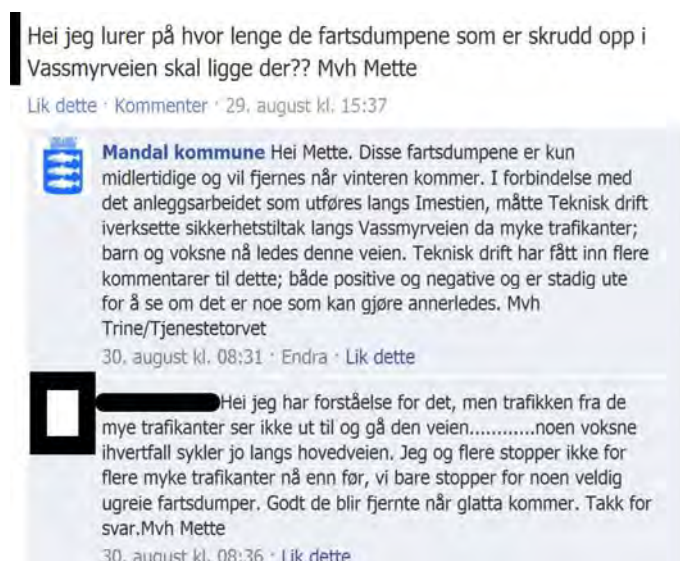 Hei jeg lurer på hvor lenge de fartsdumpene som er skrudd opp i
Vassmyrveien skal ligge der?? Mvh Mette
Lik dette · Kommenter · 29. august kl. 15:37
Mandal kommune Hei Mette. Disse fartsdumpene er kun
midlertidige og vil fjernes når vinteren kommer. I forbindelse med
det anleggsarbeidet som utføres langs Imestien, måtte Teknisk drift
iverksette sikkerhetstiltak langs Vassmyrveien da myke trafikanter;
barn og voksne nå ledes denne veien. Teknisk drift har fått inn flere
kommentarer til dette; både positive og negative og er stadig ute
for å se om det er noe som kan gjøre annerledes. Mvh
Trine/Tjenestetorvet
30. august kl. 08:31 · Endra · Lik dette
Hei jeg har forståelse for det, men trafikken fra de
mye trafikanter ser ikke ut til og gå den veien............noen voksne
ihvertfall sykler jo langs hovedveien. Jeg og flere stopper ikke for
flere myke trafikanter nå enn før, vi bare stopper for noen veldig
ugreie fartsdumper. Godt de blir fjernte når glatta kommer. Takk for
svar.Mvh Mette
30. august kl. 08:36 · Lik dette